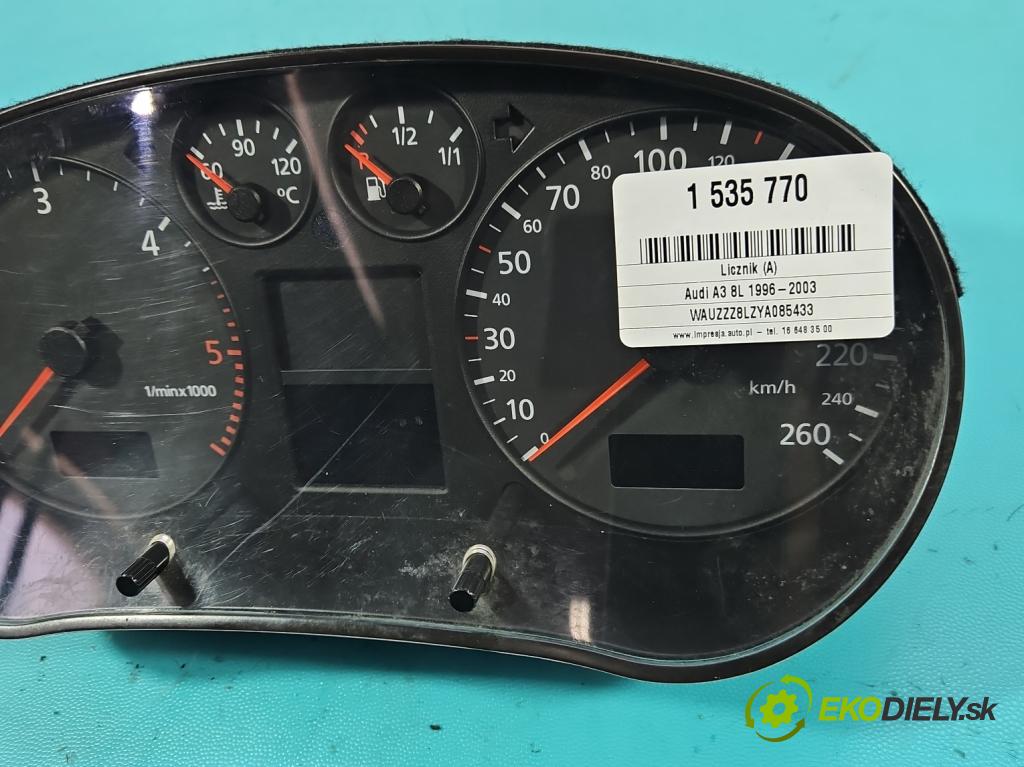 3
4
5
1/minx1000
60
90
120
°C
R
1/2
1/1
0
10
20
30
40
50
60
70
80
100
120
220
240
260
km/h
1 535 770
Licznik (A)
Audi A3 8L 1996-2003
WAUZZZ8LZYA085433
www.impresja.auto.pl - tel. 16 648 35 00
EKODIELY.sk